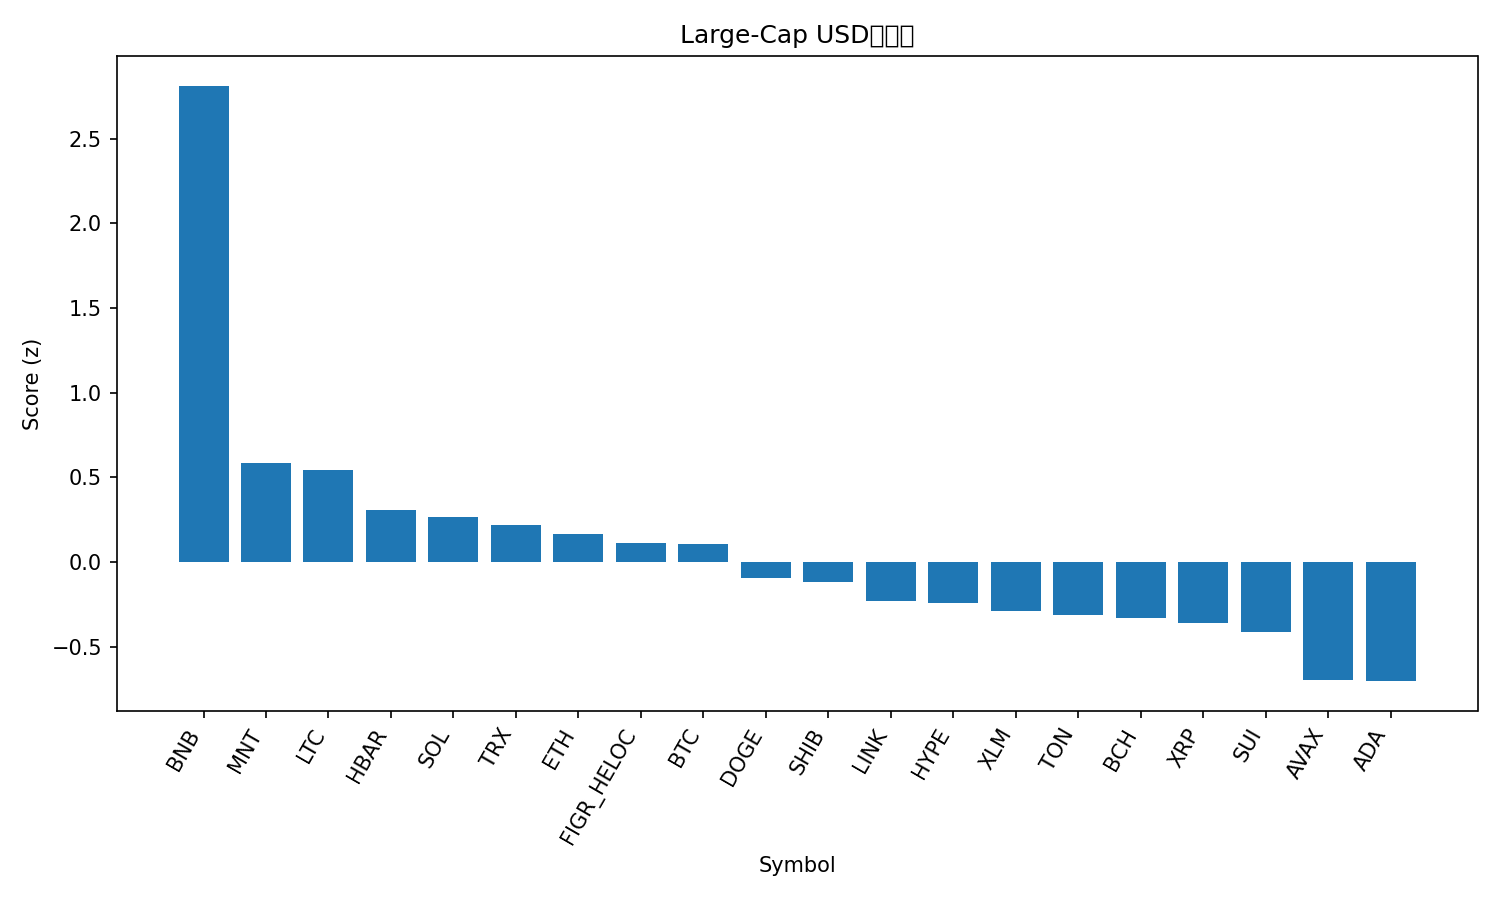 Large-Cap USD
Score (z)
2.5
2.0
1.5
1.0
0.5
0.0
−0.5
BNB
MNT
LTC
HBAR
SOL
TRX
ETH
FIGR_HELOC
BTC
DOGE
SHIB
LINK
HYPE
XLM
TON
BCH
XRP
SUI
AVAX
ADA
Symbol